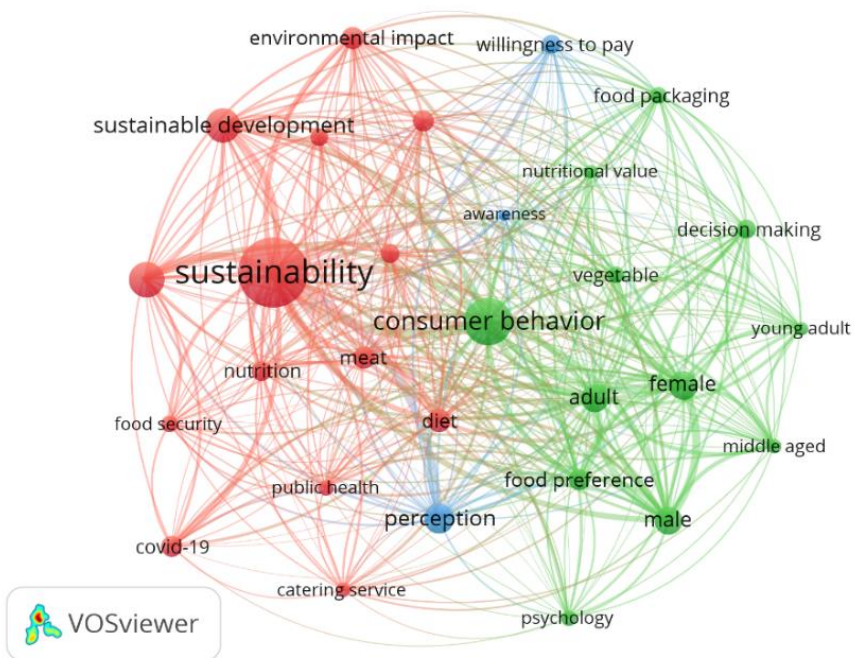 environmental impact
willingness to pay
food packaging
sustainable development
nutritional value
awareness
decision making
sustainability
vegetable
consumer behavior
young adult
meat
nutrition
female
adult
diet
food security
middle aged
food preference
public health
perception
male
covid-19
catering service
psychology
VOSviewer